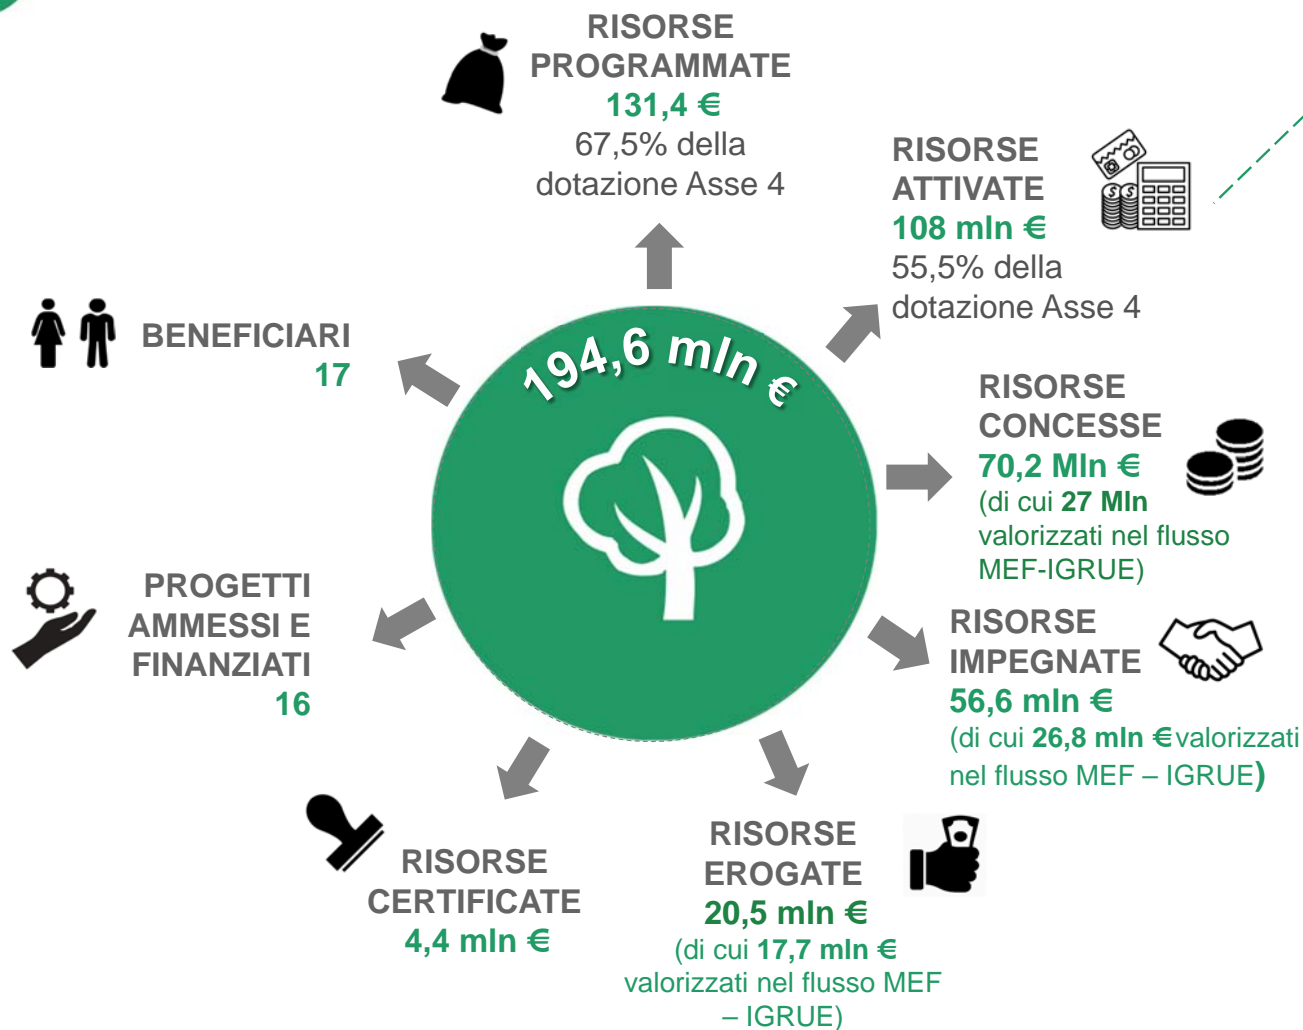 RISORSE
PROGRAMMATE
131,4 €
67,5% della
dotazione Asse 4
RISORSE
ATTIVATE
108 mln €
55,5% della
dotazione Asse 4
194,6 mln €
BENEFICIARI
17
RISORSE
CONCESSE
70,2 Mln €
(di cui 27 Mln
valorizzati nel flusso
MEF-IGRUE)
PROGETTI
AMMESSI E
FINANZIATI
16
RISORSE
IMPEGNATE
56,6 mln €
(di cui 26,8 mln € valorizzati
nel flusso MEF – IGRUE)
RISORSE
CERTIFICATE
4,4 mln €
RISORSE
EROGATE
20,5 mln €
(di cui 17,7 mln €
valorizzati nel flusso MEF
– IGRUE)